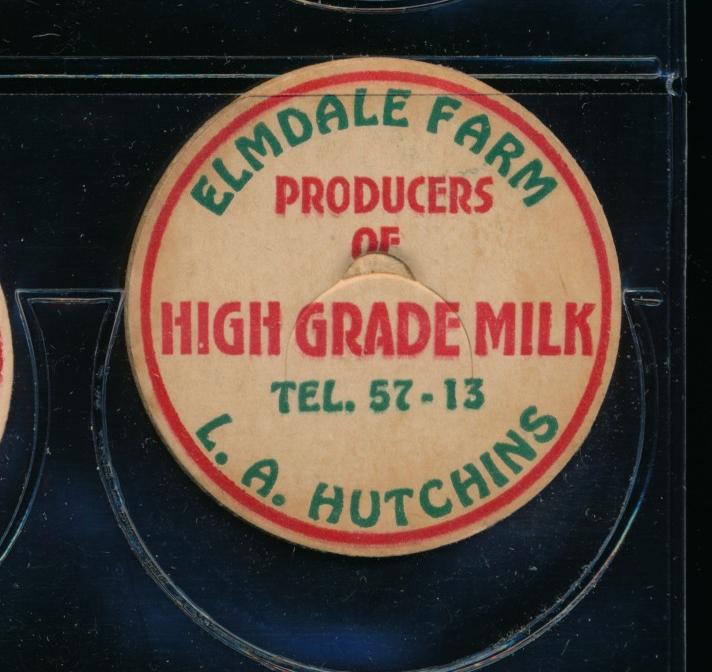 ELMDALE FARM
PRODUCERS
OF
HIGH GRADE MILK
TEL. 57-13
L. A. HUTCHINS